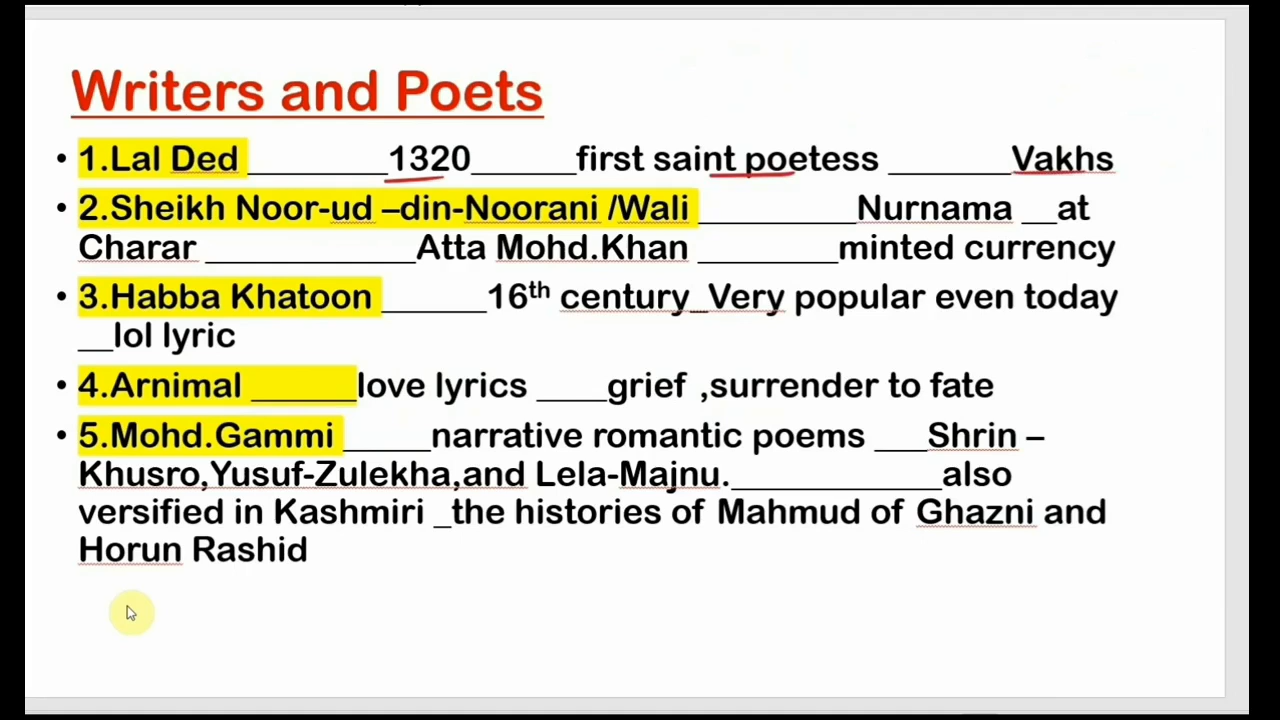 Writers and Poets
• 1.Lal Ded ________1320______first saint poetess _______Vakhs
• 2.Sheikh Noor-ud –din-Noorani /Wali _________Nurnama __at
Charar ____________Atta Mohd.Khan ________minted currency
• 3.Habba Khatoon ______16th century_Very popular even today
__lol lyric
• 4.Arnimal ______love lyrics ____grief ,surrender to fate
• 5.Mohd.Gammi _____narrative romantic poems ___Shrin –
Khusro,Yusuf-Zulekha,and Lela-Majnu.____________also
versified in Kashmiri _the histories of Mahmud of Ghazni and
Horun Rashid